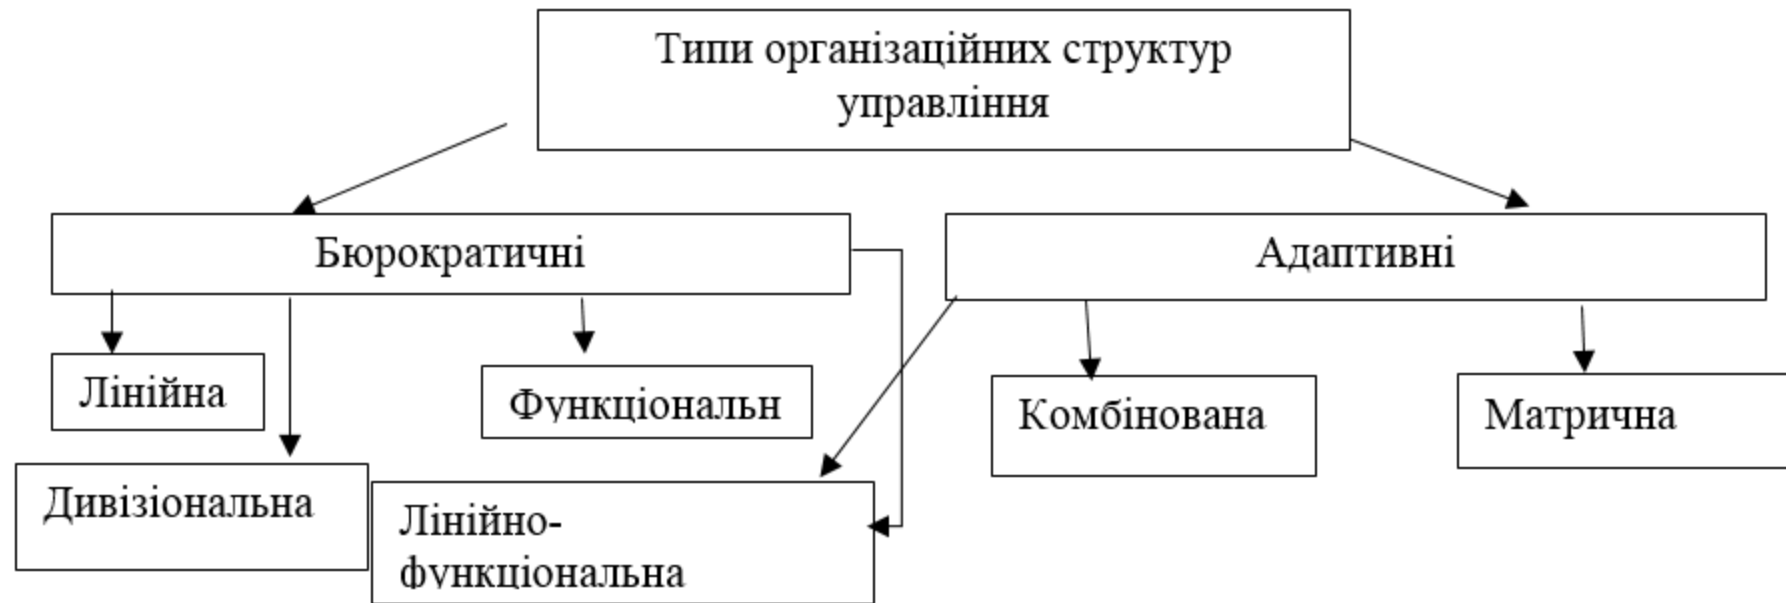 Типи організаційних структур
управління
Бюрократичні
Адаптивні
Лінійна
Функціональн
Комбінована
Матрична
Дивізіональна
Лінійно-
функціональна